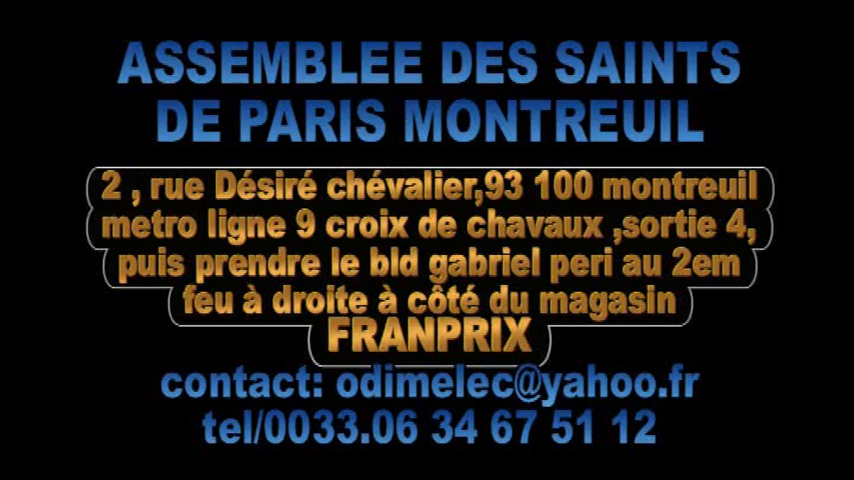 ASSEMBLEE DES SAINTS
DE PARIS MONTREUIL
2 , rue Désiré chévalier,93 100 montreuil
metro ligne 9 croix de chavaux ,sortie 4,
puis prendre le bld gabriel peri au 2em
feu à droite à côté du magasin
FRANPRIX
contact: odimelec@yahoo.fr
tel/0033.06 34 67 51 12